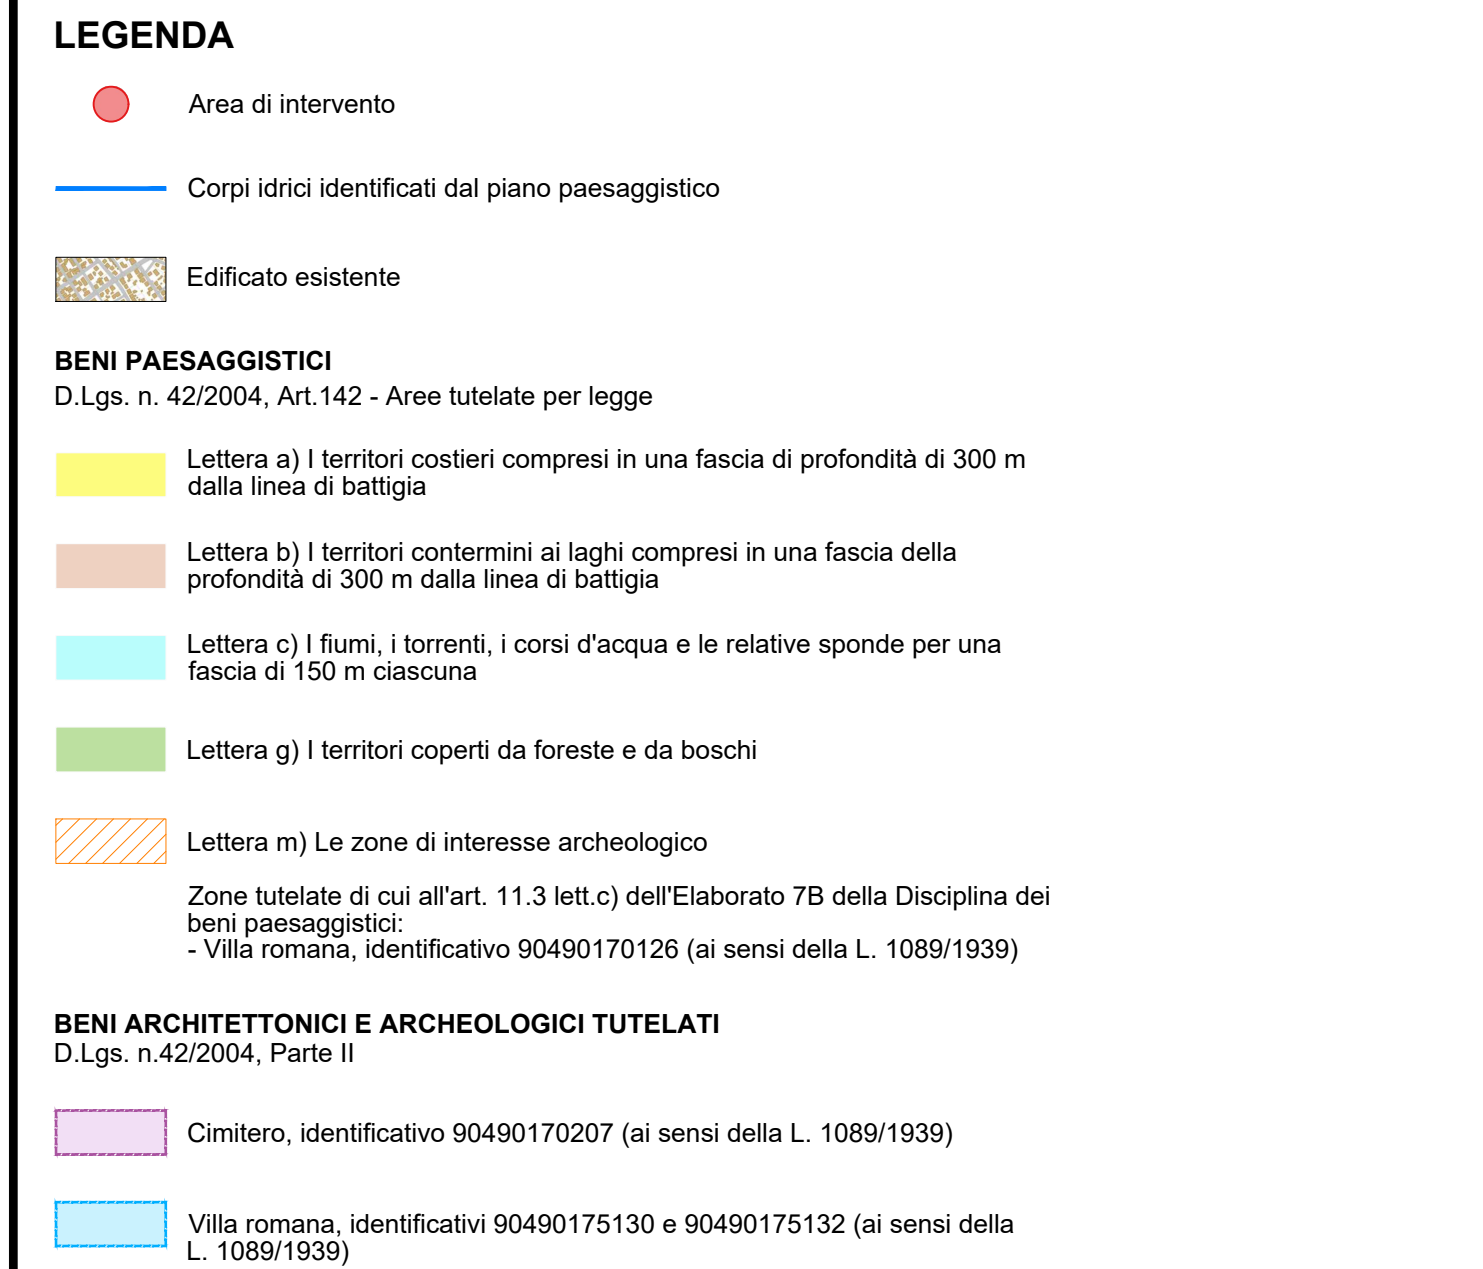 LEGENDA
Area di intervento
Corpi idrici identificati dal piano paesaggistico
Edificato esistente
BENI PAESAGGISTICI
D.Lgs. n. 42/2004, Art.142 - Aree tutelate per legge
Lettera a) I territori costieri compresi in una fascia di profondità di 300 m
dalla linea di battigia
Lettera b) I territori contermini ai laghi compresi in una fascia della
profondità di 300 m dalla linea di battigia
Lettera c) I fiumi, i torrenti, i corsi d'acqua e le relative sponde per una
fascia di 150 m ciascuna
Lettera g) I territori coperti da foreste e da boschi
Lettera m) Le zone di interesse archeologico
Zone tutelate di cui all'art. 11.3 lett.c) dell'Elaborato 7B della Disciplina dei
beni paesaggistici:
- Villa romana, identificativo 90490170126 (ai sensi della L. 1089/1939)
BENI ARCHITETTONICI E ARCHEOLOGICI TUTELATI
D.Lgs. n.42/2004, Parte II
Cimitero, identificativo 90490170207 (ai sensi della L. 1089/1939)
Villa romana, identificativi 90490175130 e 90490175132 (ai sensi della
L. 1089/1939)